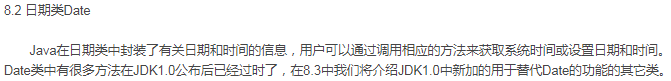 8.2 日期类Date
Java在日期类中封装了有关日期和时间的信息，用户可以通过调用相应的方法来获取系统时间或设置日期和时间。
Date类中有很多方法在JDK1.0公布后已经过时了，在8.3中我们将介绍JDK1.0中新加的用于替代Date的功能的其它类。